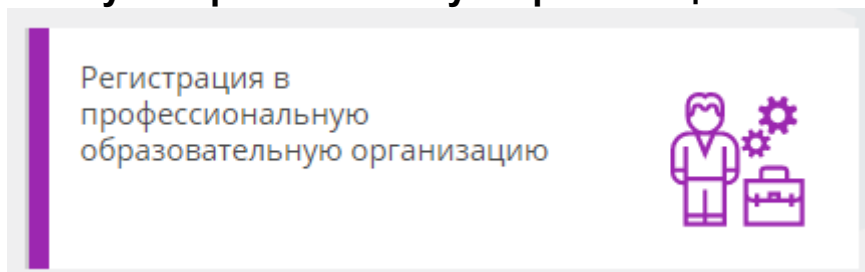 Регистрация в
профессиональную
образовательную организацию